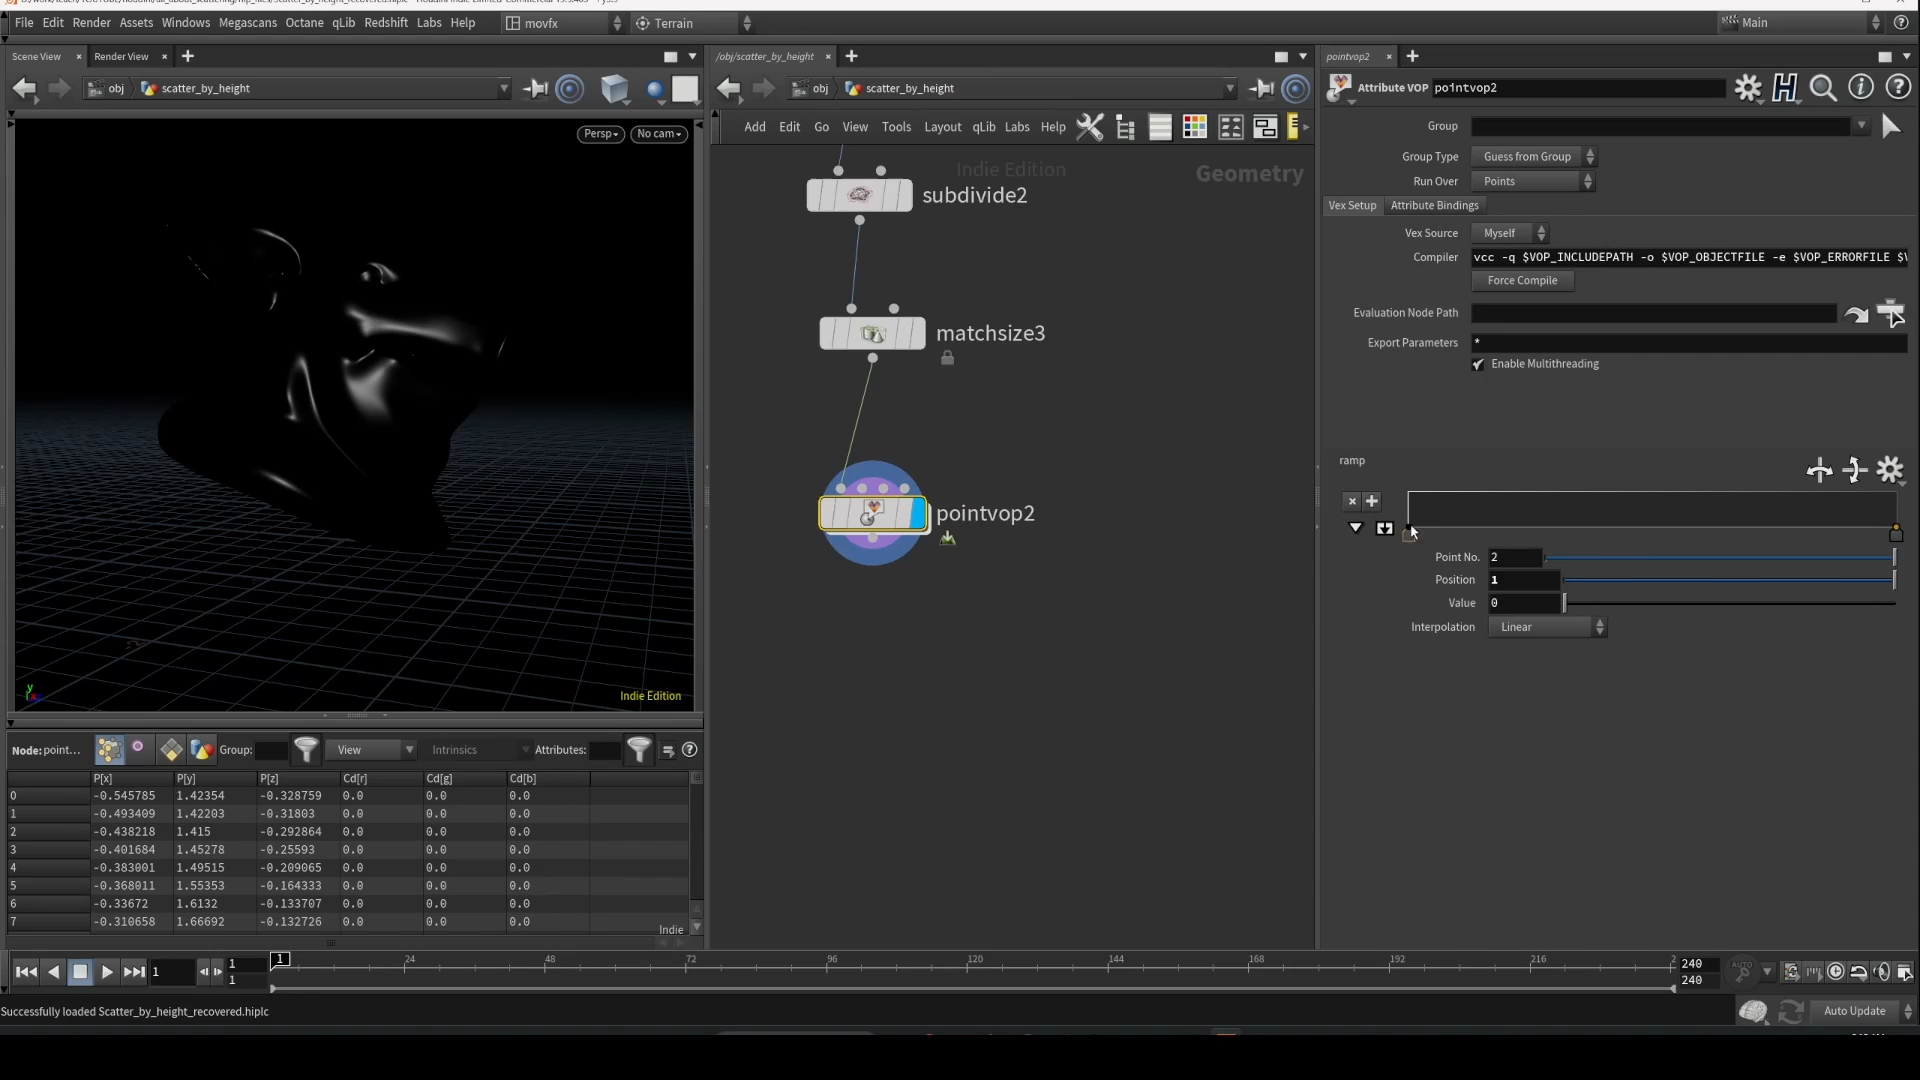 File Edit Render Assets Windows Megascans Octane qLib Redshift Labs Help movfx Terrain Main
Scene View Render View
obj scatter_by_height
Persp No cam
Indie Edition
y
Node: point... Group: View Intrinsics Attributes:
P[x] P[y] P[z] Cd[r] Cd[g] Cd[b]
0 -0.545785 1.42354 -0.328759 0.0 0.0 0.0
1 -0.493409 1.42203 -0.31803 0.0 0.0 0.0
2 -0.438218 1.415 -0.292864 0.0 0.0 0.0
3 -0.401684 1.45278 -0.25593 0.0 0.0 0.0
4 -0.383001 1.49515 -0.209065 0.0 0.0 0.0
5 -0.368011 1.55353 -0.164333 0.0 0.0 0.0
6 -0.33672 1.6132 -0.133707 0.0 0.0 0.0
7 -0.310658 1.66692 -0.132726 0.0 0.0 0.0
Indie
/obj/scatter_by_height
obj scatter_by_height
Add Edit Go View Tools Layout qLib Labs Help
Indie Edition
Geometry
subdivide2
matchsize3
pointvop2
pointvop2
Attribute VOP pointvop2
Group
Group Type Guess from Group
Run Over Points
Vex Setup Attribute Bindings
Vex Source Myself
Compiler vcc -q $VOP_INCLUDEPATH -o $VOP_OBJECTFILE -e $VOP_ERRORFILE
Force Compile
Evaluation Node Path
Export Parameters *
Enable Multithreading
ramp
Point No. 2
Position 1
Value 0
Interpolation Linear
1 1 1 24 48 72 96 120 144 168 192 216 2 240 AUTO
1 240
Successfully loaded Scatter_by_height_recovered.hiplc
Auto Update